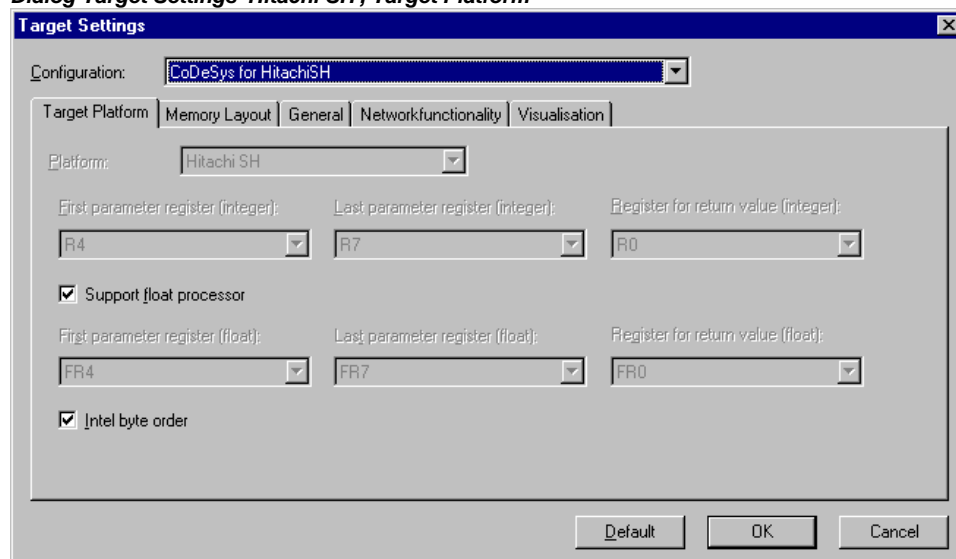 Dialog Target Settings 'Hitachi SH', Target Platform
Target Settings
Configuration: CoDeSys for HitachiSH
Target Platform Memory Layout General Networkfunctionality Visualisation
Platform: Hitachi SH
First parameter register (integer): Last parameter register (integer): Register for return value (integer):
R4 R7 R0
Support float processor
First parameter register (float): Last parameter register (float): Register for return value (float):
FR4 FR7 FR0
Intel byte order
Default OK Cancel